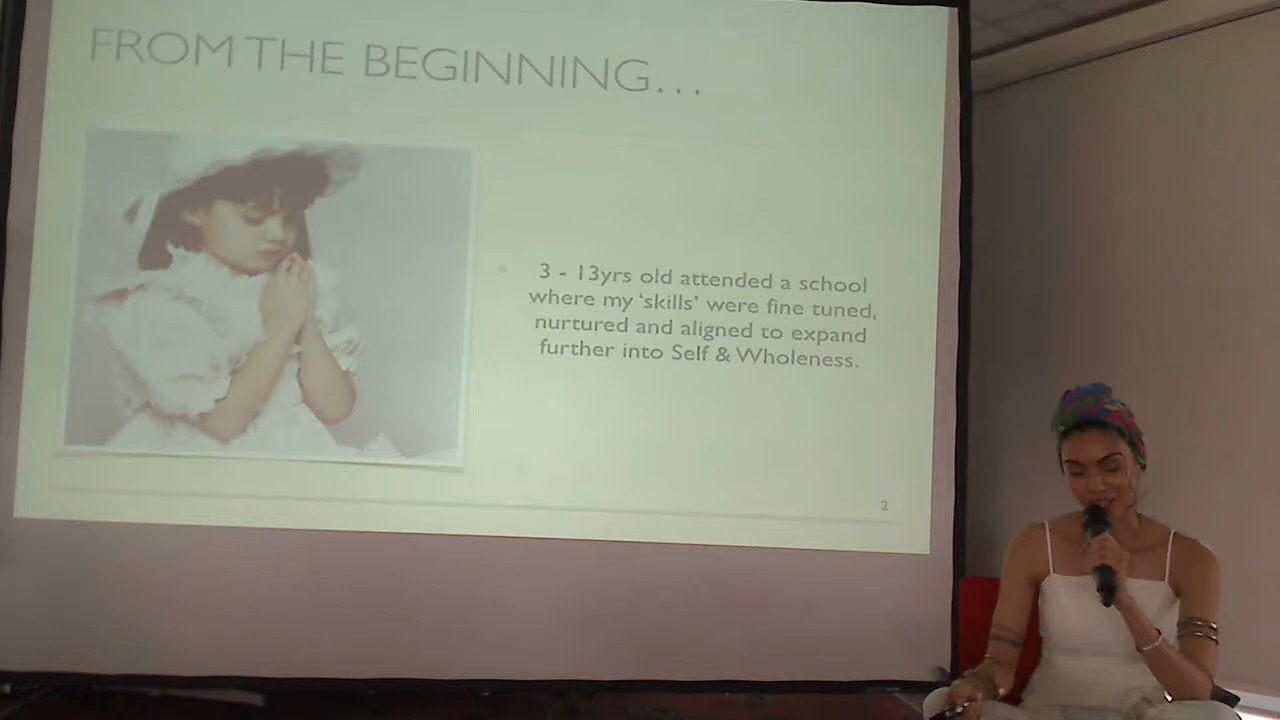 FROM THE BEGINNING...
3 - 13yrs old attended a school
where my ‘skills’ were fine tuned,
nurtured and aligned to expand
further into Self & Wholeness.
2